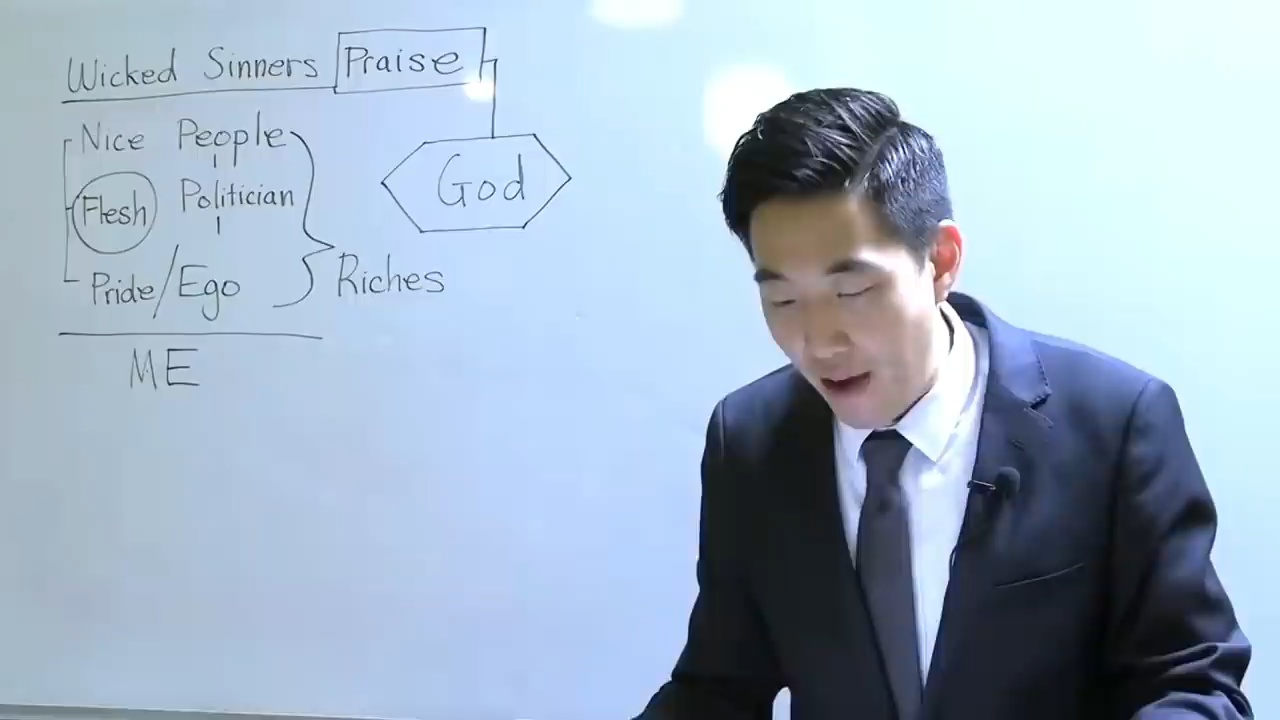 Wicked Sinners Praise
Nice People
God
Flesh Politician
Pride/Ego
Riches
ME